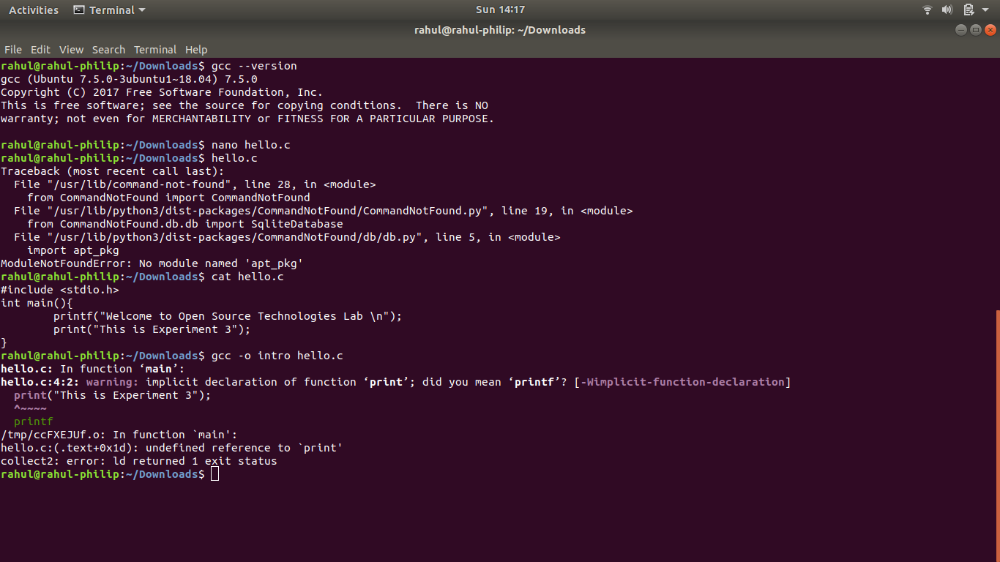 Activities Terminal Sun 14:17
rahul@rahul-philip: ~/Downloads
File Edit View Search Terminal Help
rahul@rahul-philip:~/Downloads$ gcc --version
gcc (Ubuntu 7.5.0-3ubuntu1~18.04) 7.5.0
Copyright (C) 2017 Free Software Foundation, Inc.
This is free software; see the source for copying conditions.  There is NO
warranty; not even for MERCHANTABILITY or FITNESS FOR A PARTICULAR PURPOSE.

rahul@rahul-philip:~/Downloads$ nano hello.c
rahul@rahul-philip:~/Downloads$ hello.c
Traceback (most recent call last):
  File "/usr/lib/command-not-found", line 28, in <module>
    from CommandNotFound import CommandNotFound
  File "/usr/lib/python3/dist-packages/CommandNotFound/CommandNotFound.py", line 19, in <module>
    from CommandNotFound.db.db import SqliteDatabase
  File "/usr/lib/python3/dist-packages/CommandNotFound/db/db.py", line 5, in <module>
    import apt_pkg
ModuleNotFoundError: No module named 'apt_pkg'
rahul@rahul-philip:~/Downloads$ cat hello.c
#include <stdio.h>
int main(){
        printf("Welcome to Open Source Technologies Lab \n");
        print("This is Experiment 3");
}
rahul@rahul-philip:~/Downloads$ gcc -o intro hello.c
hello.c: In function ‘main’:
hello.c:4:2: warning: implicit declaration of function ‘print’; did you mean ‘printf’? [-Wimplicit-function-declaration]
  print("This is Experiment 3");
  ^~~~~
  printf
/tmp/ccFXEJUf.o: In function `main':
hello.c:(.text+0x1d): undefined reference to `print'
collect2: error: ld returned 1 exit status
rahul@rahul-philip:~/Downloads$